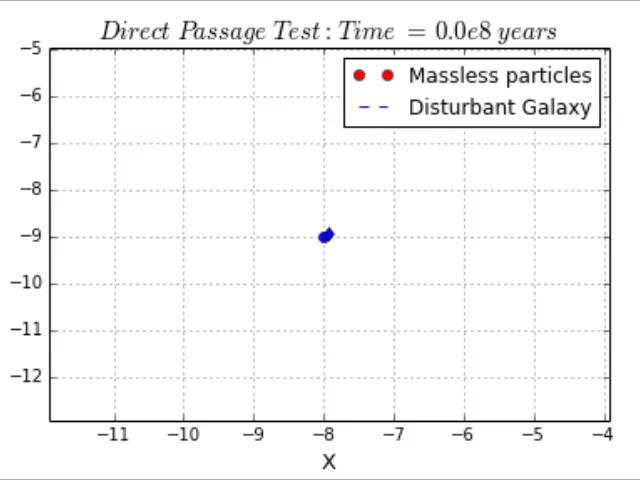 Direct Passage Test: Time = 0.0e8 years
−5
Massless particles
Disturbant Galaxy
−6
−7
−8
−9
−10
−11
−12
−11 −10 −9 −8 −7 −6 −5 −4
X